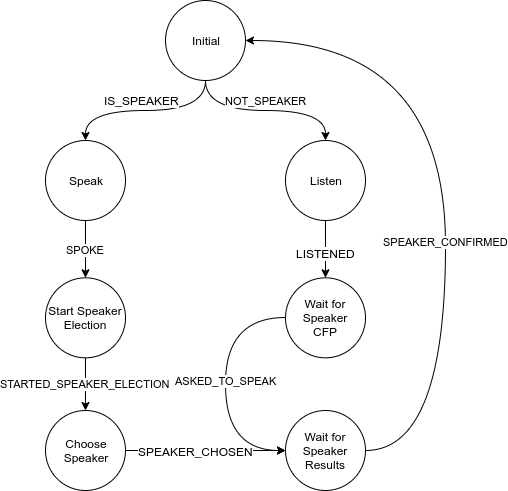 Initial
IS_SPEAKER
NOT_SPEAKER
Speak
Listen
SPOKE
LISTENED
SPEAKER_CONFIRMED
Start Speaker
Election
Wait for
Speaker
CFP
STARTED_SPEAKER_ELECTION
ASKED_TO_SPEAK
Choose
Speaker
SPEAKER_CHOSEN
Wait for
Speaker
Results